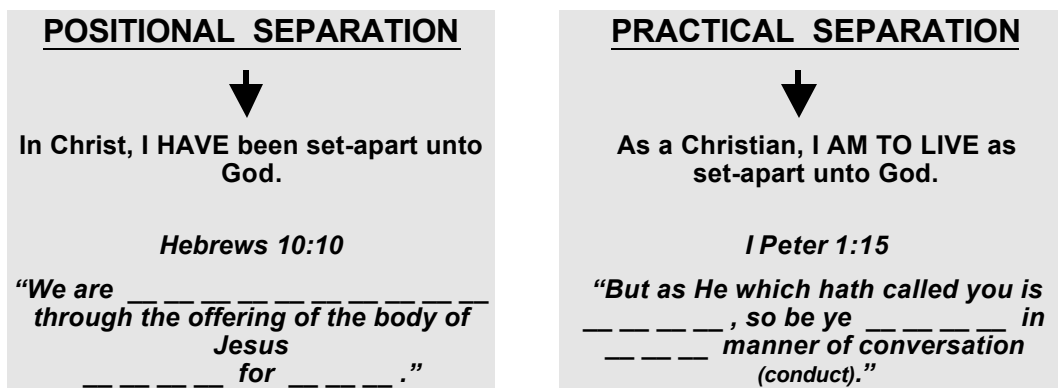 POSITIONAL SEPARATION
In Christ, I HAVE been set-apart unto
God.
Hebrews 10:10
“We are __ __ __ __ __ __ __ __ __ __
through the offering of the body of
Jesus
__ __ __ __ for __ __ __ .”
PRACTICAL SEPARATION
As a Christian, I AM TO LIVE as
set-apart unto God.
I Peter 1:15
“But as He which hath called you is
__ __ __ __ , so be ye __ __ __ __ in
__ __ __ manner of conversation
(conduct).”